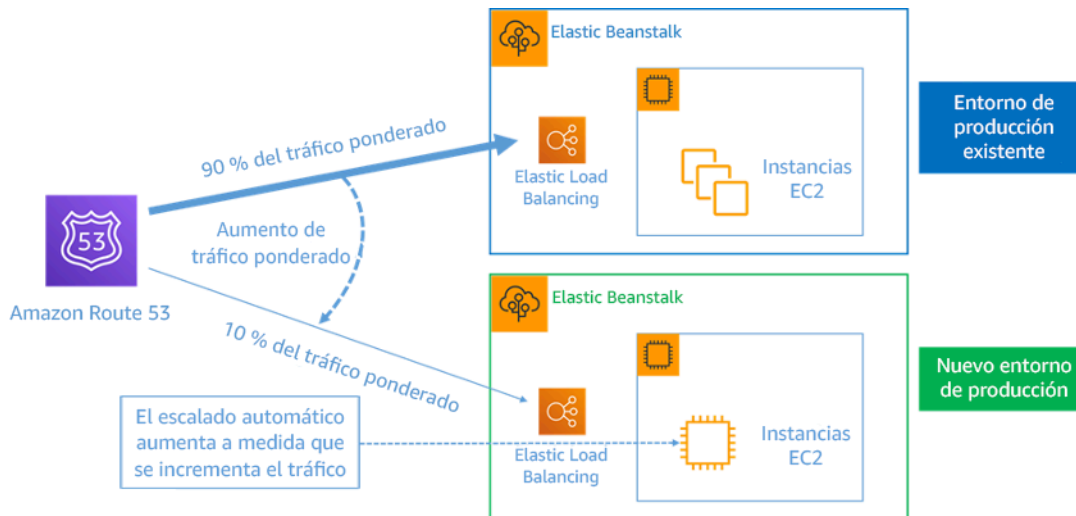 Elastic Beanstalk
90 % del tráfico ponderado
Elastic Load
Balancing
Instancias
EC2
Entorno de
producción
existente
53
Amazon Route 53
Aumento de
tráfico ponderado
10 % del tráfico ponderado
El escalado automático
aumenta a medida que
se incrementa el tráfico
Elastic Beanstalk
Elastic Load
Balancing
Instancias
EC2
Nuevo entorno
de producción